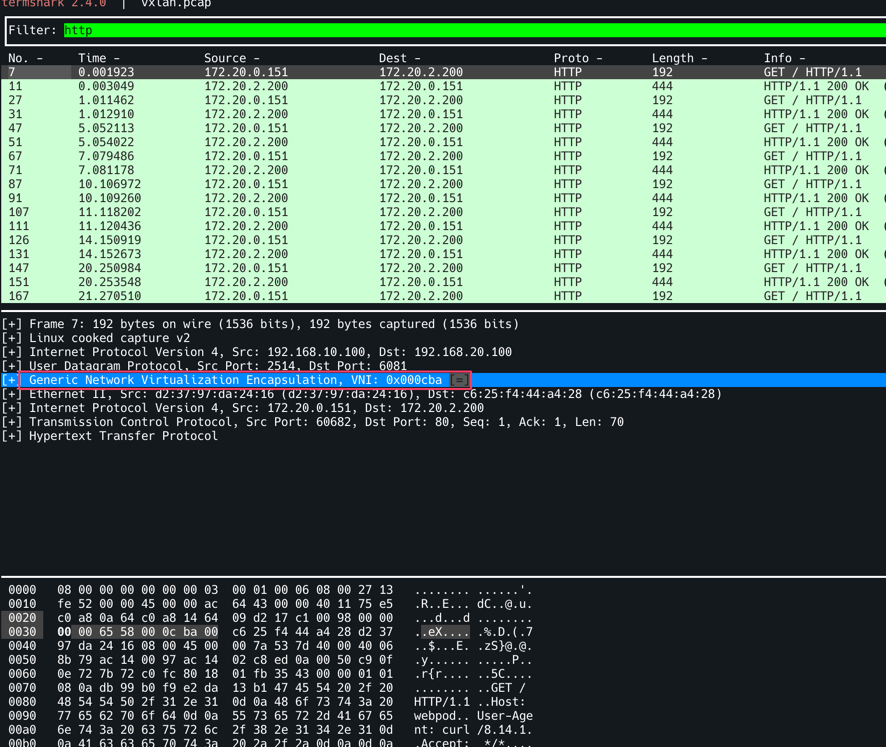 termshark 2.4.0 | vxlan.pcap
Filter: http
No. - Time - Source - Dest - Proto - Length - Info -
7 0.001923 172.20.0.151 172.20.2.200 HTTP 192 GET / HTTP/1.1
11 0.003049 172.20.2.200 172.20.0.151 HTTP 444 HTTP/1.1 200 OK (
27 1.011462 172.20.0.151 172.20.2.200 HTTP 192 GET / HTTP/1.1
31 1.012910 172.20.2.200 172.20.0.151 HTTP 444 HTTP/1.1 200 OK (
47 5.052113 172.20.0.151 172.20.2.200 HTTP 192 GET / HTTP/1.1
51 5.054022 172.20.2.200 172.20.0.151 HTTP 444 HTTP/1.1 200 OK (
67 7.079486 172.20.0.151 172.20.2.200 HTTP 192 GET / HTTP/1.1
71 7.081178 172.20.2.200 172.20.0.151 HTTP 444 HTTP/1.1 200 OK (
87 10.106972 172.20.0.151 172.20.2.200 HTTP 192 GET / HTTP/1.1
91 10.109260 172.20.2.200 172.20.0.151 HTTP 444 HTTP/1.1 200 OK (
107 11.118202 172.20.0.151 172.20.2.200 HTTP 192 GET / HTTP/1.1
111 11.120436 172.20.2.200 172.20.0.151 HTTP 444 HTTP/1.1 200 OK (
126 14.150919 172.20.0.151 172.20.2.200 HTTP 192 GET / HTTP/1.1
131 14.152673 172.20.2.200 172.20.0.151 HTTP 444 HTTP/1.1 200 OK (
147 20.250984 172.20.0.151 172.20.2.200 HTTP 192 GET / HTTP/1.1
151 20.253548 172.20.2.200 172.20.0.151 HTTP 444 HTTP/1.1 200 OK (
167 21.270510 172.20.0.151 172.20.2.200 HTTP 192 GET / HTTP/1.1
[+] Frame 7: 192 bytes on wire (1536 bits), 192 bytes captured (1536 bits)
[+] Linux cooked capture v2
[+] Internet Protocol Version 4, Src: 192.168.10.100, Dst: 192.168.20.100
[+] User Datagram Protocol, Src Port: 2514, Dst Port: 6081
[+] Generic Network Virtualization Encapsulation, VNI: 0x000cba [=]
[+] Ethernet II, Src: d2:37:97:da:24:16 (d2:37:97:da:24:16), Dst: c6:25:f4:44:a4:28 (c6:25:f4:44:a4:28)
[+] Internet Protocol Version 4, Src: 172.20.0.151, Dst: 172.20.2.200
[+] Transmission Control Protocol, Src Port: 60682, Dst Port: 80, Seq: 1, Ack: 1, Len: 70
[+] Hypertext Transfer Protocol
0000 08 00 00 00 00 00 00 03 00 01 00 06 08 00 27 13 ........ ......'.
0010 fe 52 00 00 45 00 00 ac 64 43 00 00 40 11 75 e5 .R..E... dC..@.u.
0020 c0 a8 0a 64 c0 a8 14 64 09 d2 17 c1 00 98 00 00 ...d...d ........
0030 00 00 65 58 00 0c ba 00 c6 25 f4 44 a4 28 d2 37 ..eX.... .%.D.(.7
0040 97 da 24 16 08 00 45 00 00 7a 53 7d 40 00 40 06 ..$...E. .zS}@.@.
0050 8b 79 ac 14 00 97 ac 14 02 c8 ed 0a 00 50 c9 0f .y...... .....P..
0060 0e 72 7b 72 c0 fc 80 18 01 fb 35 43 00 00 01 01 .r{r.... ..5C....
0070 08 0a db 99 b0 f9 e2 da 13 b1 47 45 54 20 2f 20 ........ ..GET /
0080 48 54 54 50 2f 31 2e 31 0d 0a 48 6f 73 74 3a 20 HTTP/1.1 ..Host:
0090 77 65 62 70 6f 64 0d 0a 55 73 65 72 2d 41 67 65 webpod.. User-Age
00a0 6e 74 3a 20 63 75 72 6c 2f 38 2e 31 34 2e 31 0d nt: curl /8.14.1.
00b0 0a 41 63 63 65 70 74 3a 20 2a 2f 2a 0d 0a 0d 0a .Accept: */*....